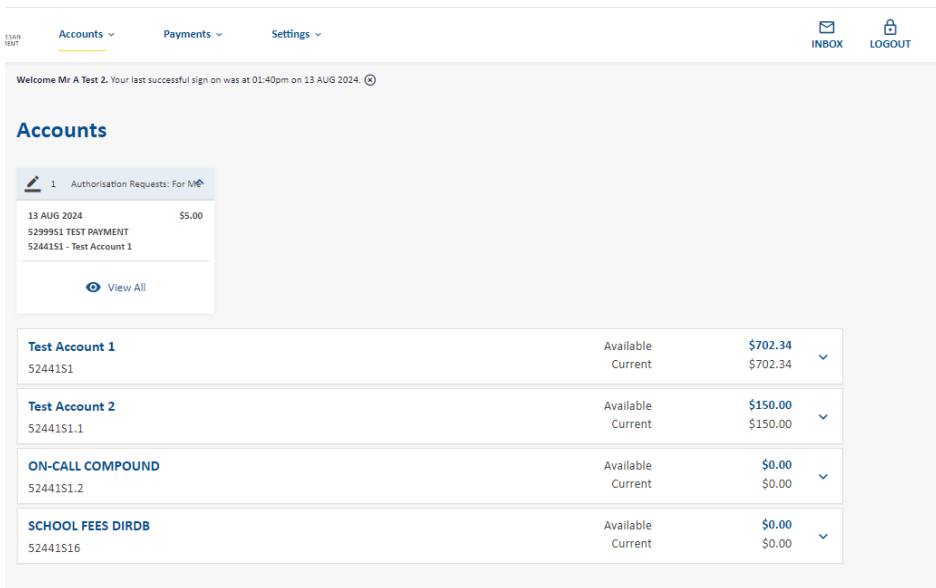 Accounts Payments Settings
INBOX LOGOUT
Welcome Mr A Test 2. Your last successful sign on was at 01:40pm on 13 AUG 2024.
Accounts
1 Authorisation Requests: For Me
13 AUG 2024 $5.00
52999S1 TEST PAYMENT
52441S1 - Test Account 1
View All
Test Account 1 Available $702.34
52441S1 Current $702.34
Test Account 2 Available $150.00
52441S1.1 Current $150.00
ON-CALL COMPOUND Available $0.00
52441S1.2 Current $0.00
SCHOOL FEES DIRDB Available $0.00
52441S16 Current $0.00